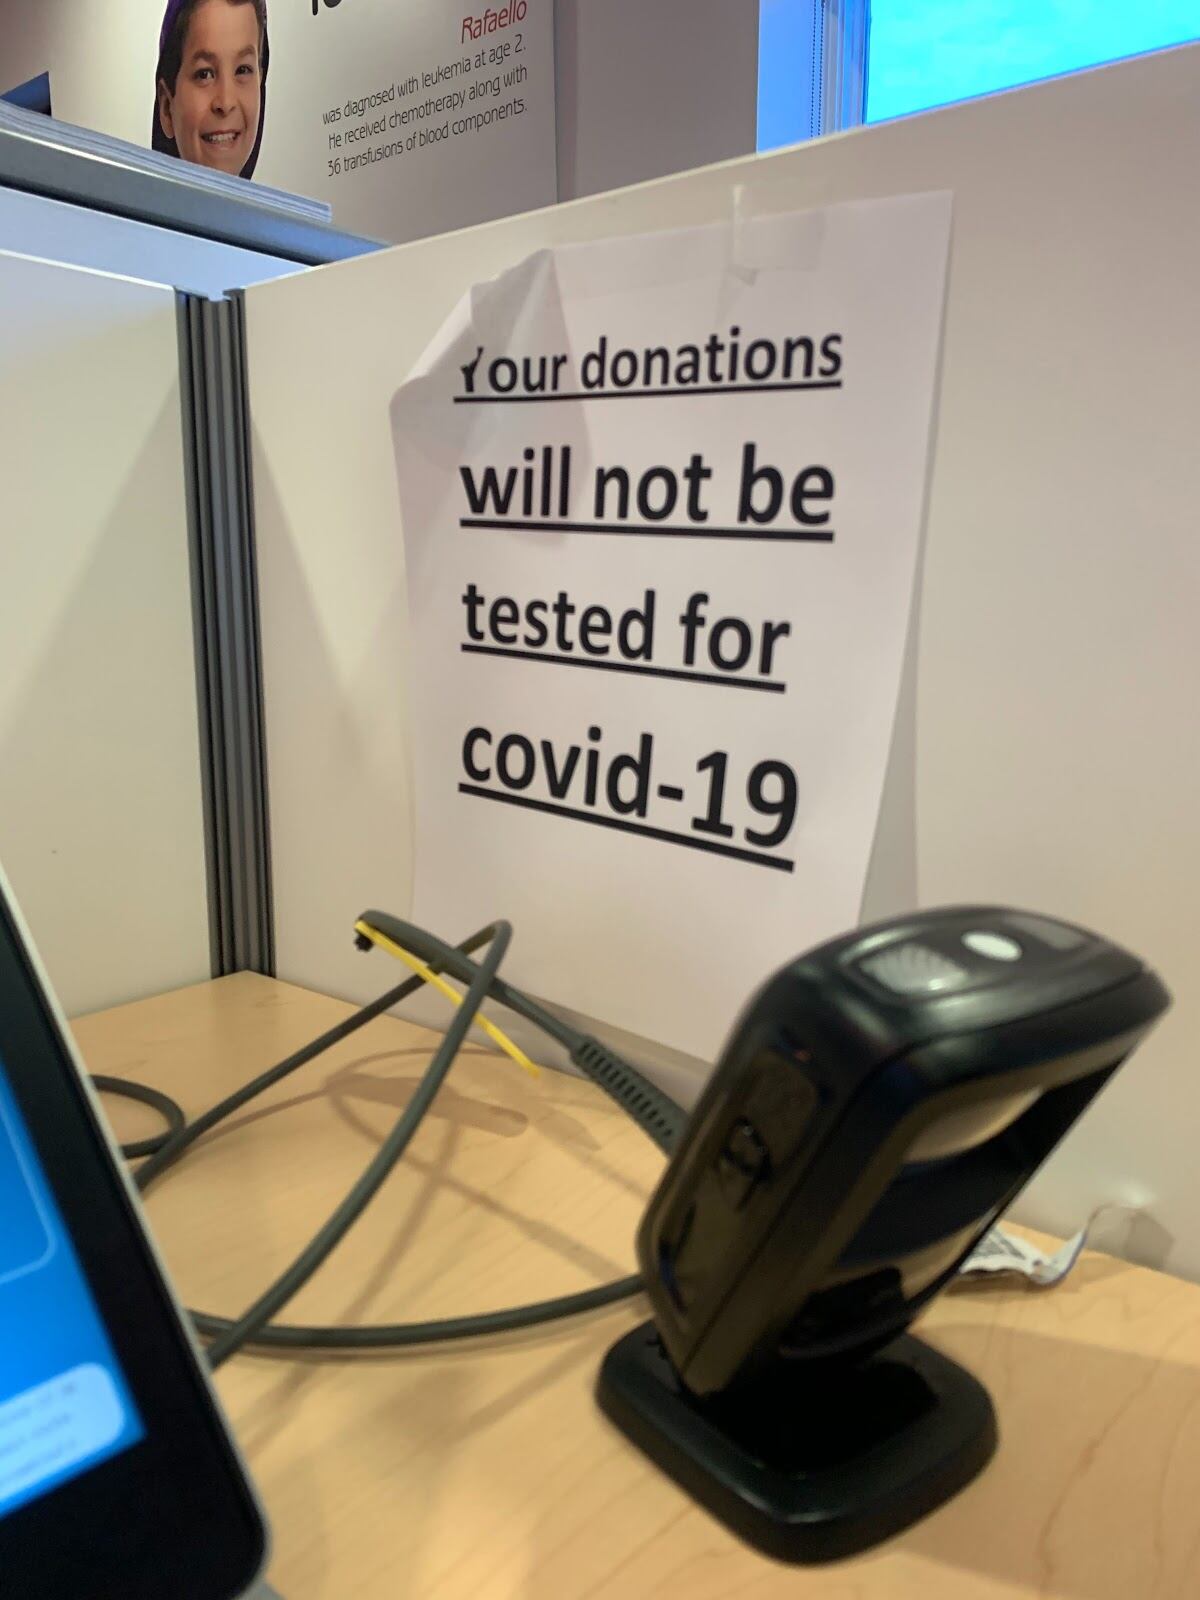 Rafaello
was diagnosed with leukemia at age 2.
He received chemotherapy along with
36 transfusions of blood components.
Your donations
will not be
tested for
covid-19